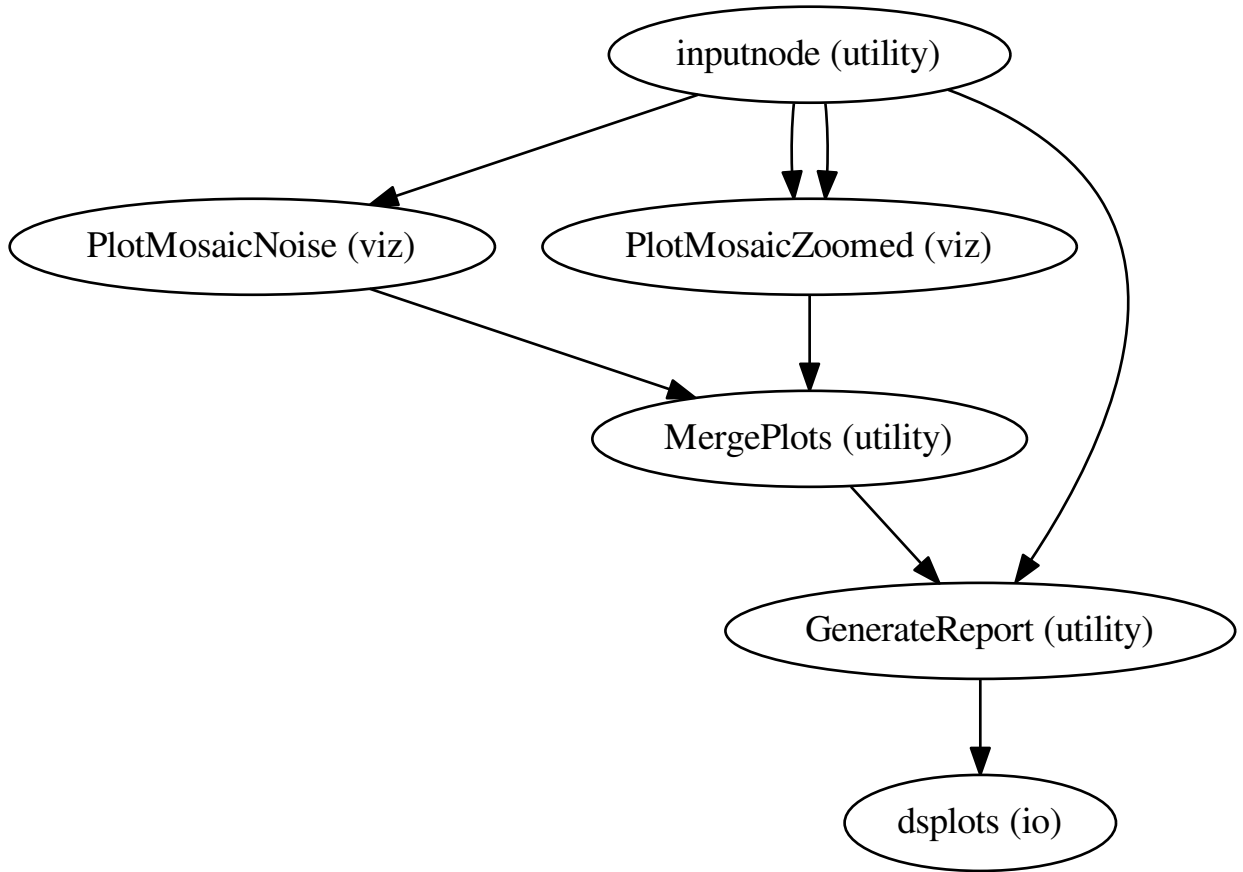 inputnode (utility)
PlotMosaicNoise (viz)
PlotMosaicZoomed (viz)
MergePlots (utility)
GenerateReport (utility)
dsplots (io)